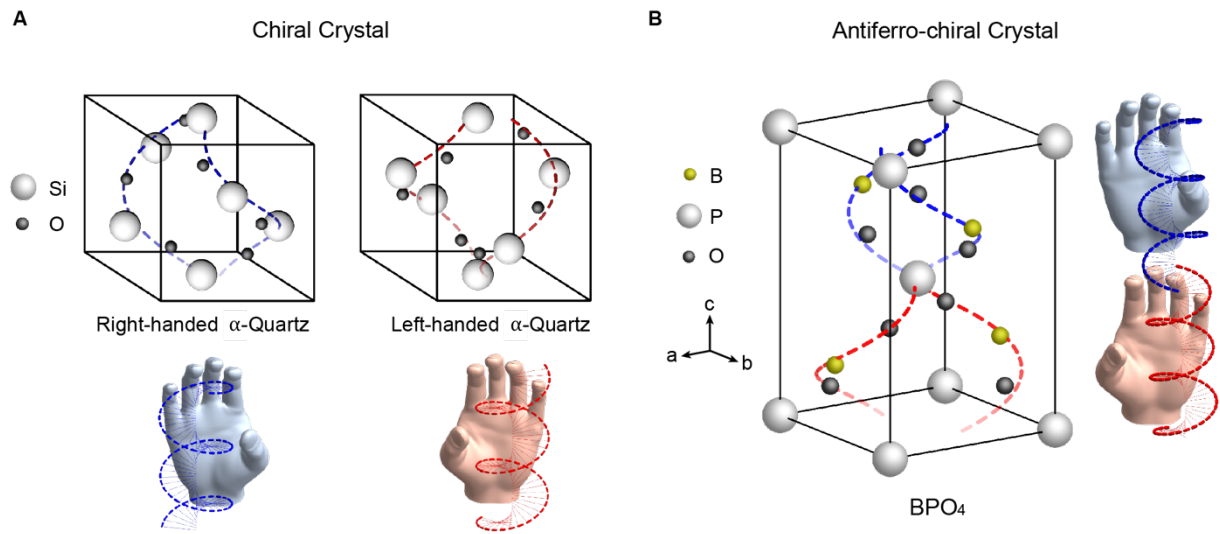 A
Chiral Crystal
Si
O
Right-handed α-Quartz
Left-handed α-Quartz
B
Antiferro-chiral Crystal
B
P
O
c
a
b
BPO₄